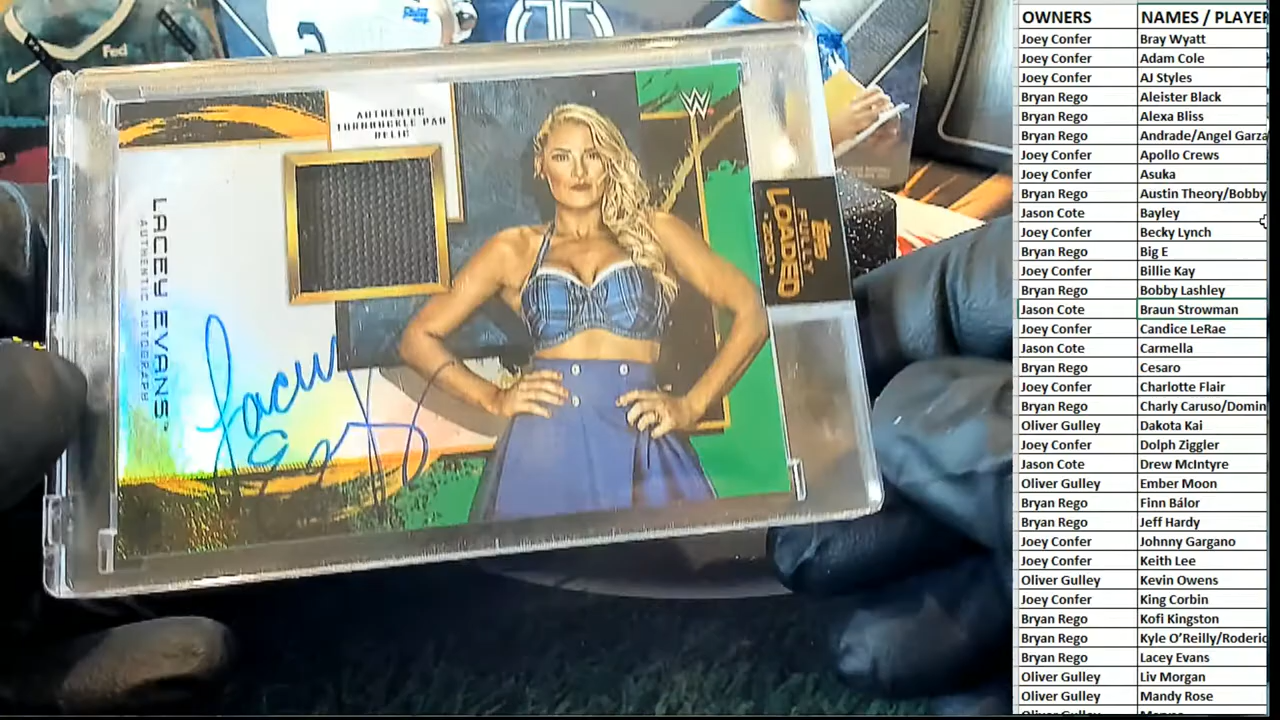 Fed
AUTHENTIC
TURNBUCKLE PAD
RELIC
W
LACEY EVANS
AUTHENTIC AUTOGRAPH
Lacey
Evans
Topps
FULLY
LOADED
2020
OWNERS NAMES / PLAYER
Joey Confer Bray Wyatt
Joey Confer Adam Cole
Joey Confer AJ Styles
Bryan Rego Aleister Black
Bryan Rego Alexa Bliss
Bryan Rego Andrade/Angel Garza
Joey Confer Apollo Crews
Joey Confer Asuka
Bryan Rego Austin Theory/Bobby
Jason Cote Bayley
Joey Confer Becky Lynch
Bryan Rego Big E
Joey Confer Billie Kay
Bryan Rego Bobby Lashley
Jason Cote Braun Strowman
Joey Confer Candice LeRae
Jason Cote Carmella
Bryan Rego Cesaro
Joey Confer Charlotte Flair
Bryan Rego Charly Caruso/Domin
Oliver Gulley Dakota Kai
Joey Confer Dolph Ziggler
Jason Cote Drew McIntyre
Oliver Gulley Ember Moon
Bryan Rego Finn Bálor
Bryan Rego Jeff Hardy
Joey Confer Johnny Gargano
Joey Confer Keith Lee
Oliver Gulley Kevin Owens
Joey Confer King Corbin
Bryan Rego Kofi Kingston
Bryan Rego Kyle O'Reilly/Roderic
Bryan Rego Lacey Evans
Oliver Gulley Liv Morgan
Oliver Gulley Mandy Rose